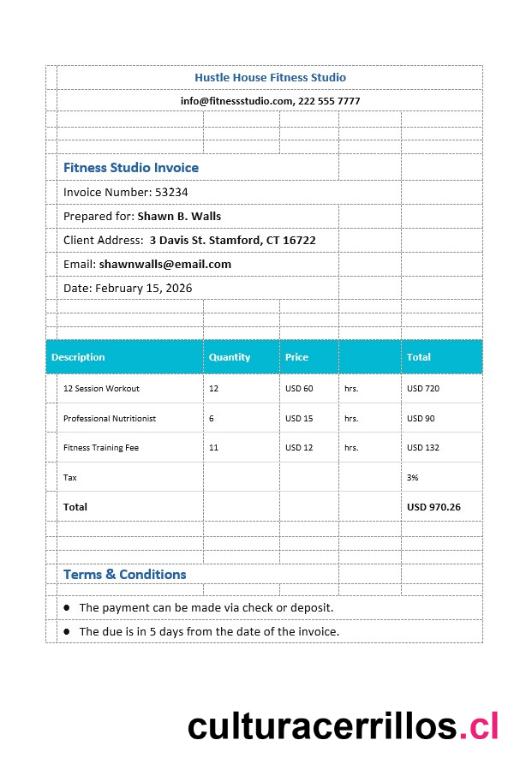 Hustle House Fitness Studio
info@fitnessstudio.com, 222 555 7777
Fitness Studio Invoice
Invoice Number: 53234
Prepared for: Shawn B. Walls
Client Address: 3 Davis St. Stamford, CT 16722
Email: shawnwalls@email.com
Date: February 15, 2026
Description Quantity Price Total
12 Session Workout 12 USD 60 hrs. USD 720
Professional Nutritionist 6 USD 15 hrs. USD 90
Fitness Training Fee 11 USD 12 hrs. USD 132
Tax 3%
Total USD 970.26
Terms & Conditions
● The payment can be made via check or deposit.
● The due is in 5 days from the date of the invoice.
culturacerrillos.cl